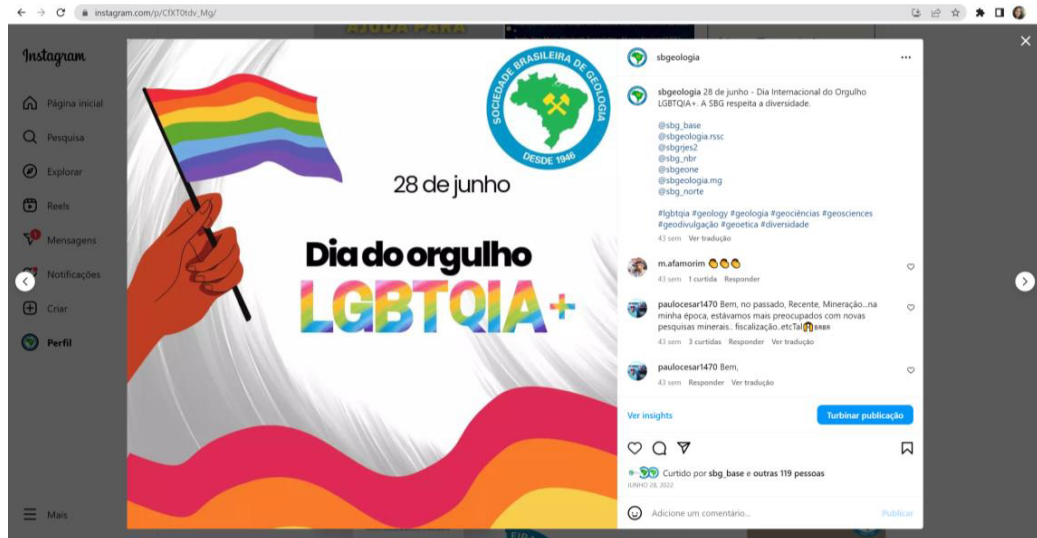 instagram.com/p/CfXT0tdv_Mg/
AJUDA PARA
Instagram
Página inicial
Pesquisa
Explorar
Reels
1
Mensagens
Notificações
Criar
Perfil
Mais
SOCIEDADE BRASILEIRA DE GEOLOGIA
DESDE 1946
28 de junho
Dia do orgulho
LGBTQIA+
sbgeologia
sbgeologia 28 de junho - Dia Internacional do Orgulho
LGBTQIA+. A SBG respeita a diversidade.
@sbg_base
@sbgeologia.rssc
@sbgrjes2
@sbg_nbr
@sbgeone
@sbgeologia.mg
@sbg_norte
#lgbtqia #geology #geologia #geociências #geosciences
#geodivulgação #geoetica #diversidade
43 sem Ver tradução
m.afamorim
43 sem 1 curtida Responder
paulocesar1470 Bem, no passado, Recente, Mineração...na
minha época, estávamos mais preocupados com novas
pesquisas minerais.. fiscalização..etcTal
43 sem 3 curtidas Responder Ver tradução
paulocesar1470 Bem,
43 sem Responder Ver tradução
Ver insights
Turbinar publicação
Curtido por sbg_base e outras 119 pessoas
JUNHO 28, 2022
Adicione um comentário...
Publicar